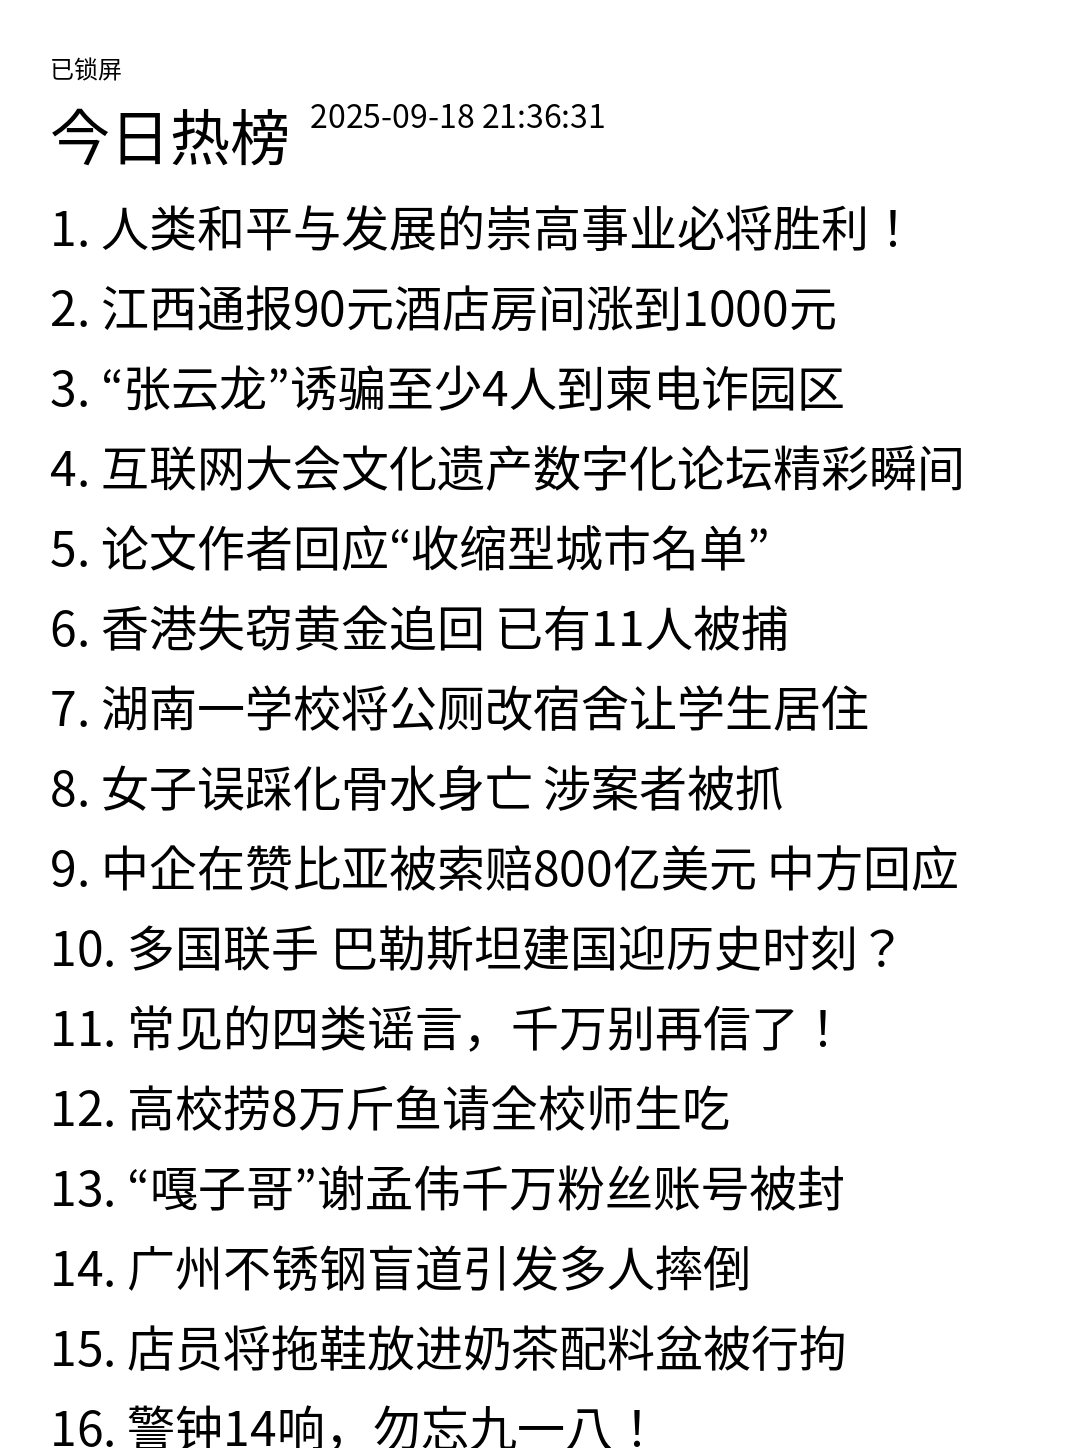 已锁屏
今日热榜 2025-09-18 21:36:31
1. 人类和平与发展的崇高事业必将胜利！
2. 江西通报90元酒店房间涨到1000元
3. “张云龙”诱骗至少4人到柬电诈园区
4. 互联网大会文化遗产数字化论坛精彩瞬间
5. 论文作者回应“收缩型城市名单”
6. 香港失窃黄金追回 已有11人被捕
7. 湖南一学校将公厕改宿舍让学生居住
8. 女子误踩化骨水身亡 涉案者被抓
9. 中企在赞比亚被索赔800亿美元 中方回应
10. 多国联手 巴勒斯坦建国迎历史时刻？
11. 常见的四类谣言，千万别再信了！
12. 高校捞8万斤鱼请全校师生吃
13. “嘎子哥”谢孟伟千万粉丝账号被封
14. 广州不锈钢盲道引发多人摔倒
15. 店员将拖鞋放进奶茶配料盆被行拘
16. 警钟14响，勿忘九一八！